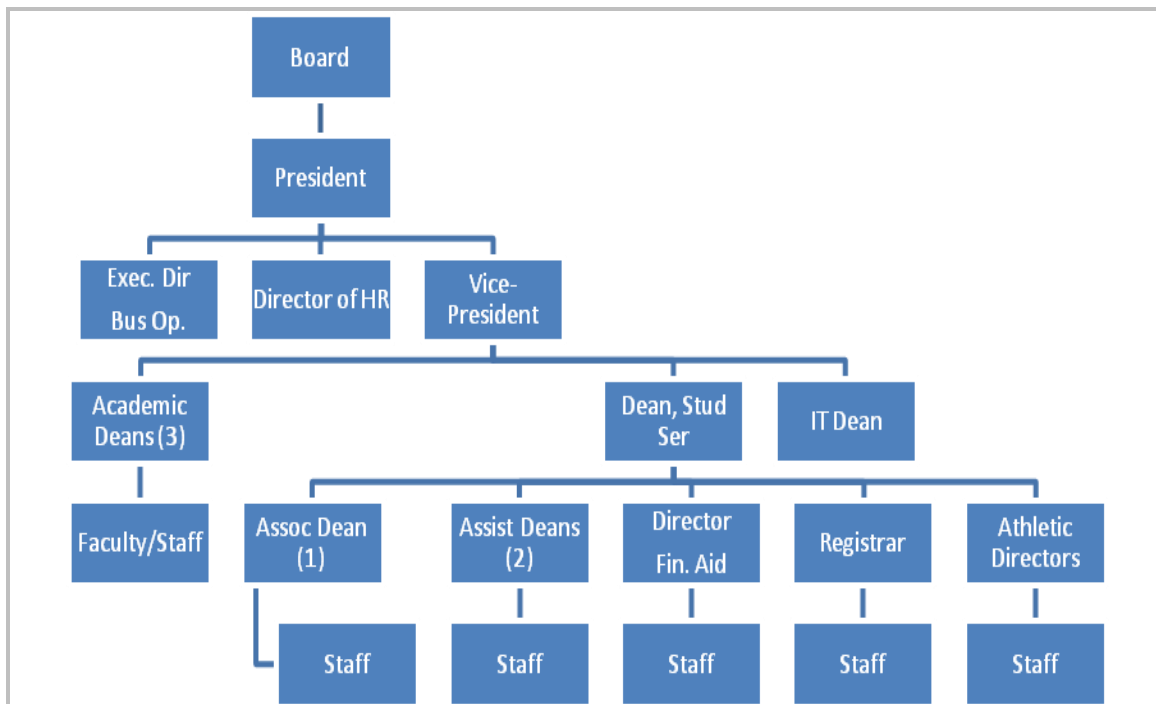 Board
President
Exec. Dir
Bus Op.
Director of HR
Vice-
President
Academic
Deans (3)
Dean, Stud
Ser
IT Dean
Faculty/Staff
Assoc Dean
(1)
Assist Deans
(2)
Director
Fin. Aid
Registrar
Athletic
Directors
Staff
Staff
Staff
Staff
Staff